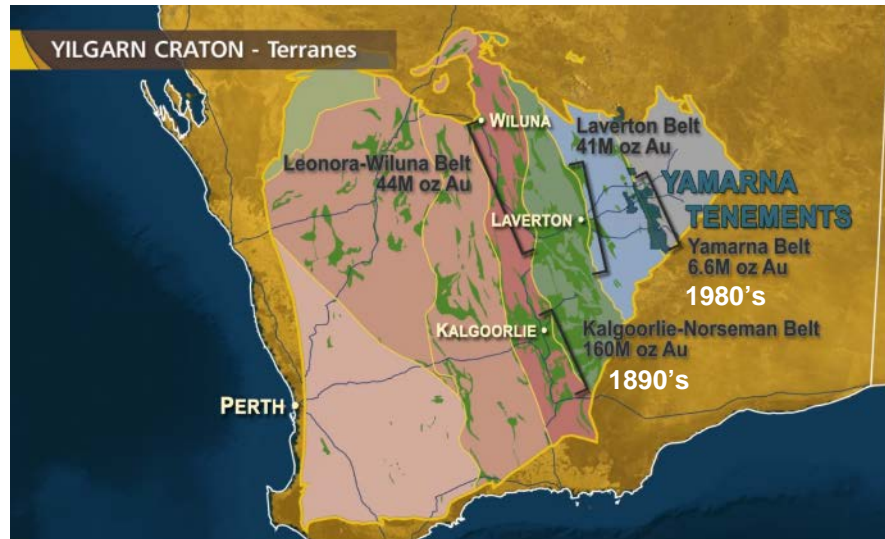 YILGARN CRATON - Terranes
WILUNA
Laverton Belt
41M oz Au
Leonora-Wiluna Belt
44M oz Au
YAMARNA
TENEMENTS
LAVERTON
Yamarna Belt
6.6M oz Au
1980's
KALGOORLIE
Kalgoorlie-Norseman Belt
160M oz Au
1890's
PERTH